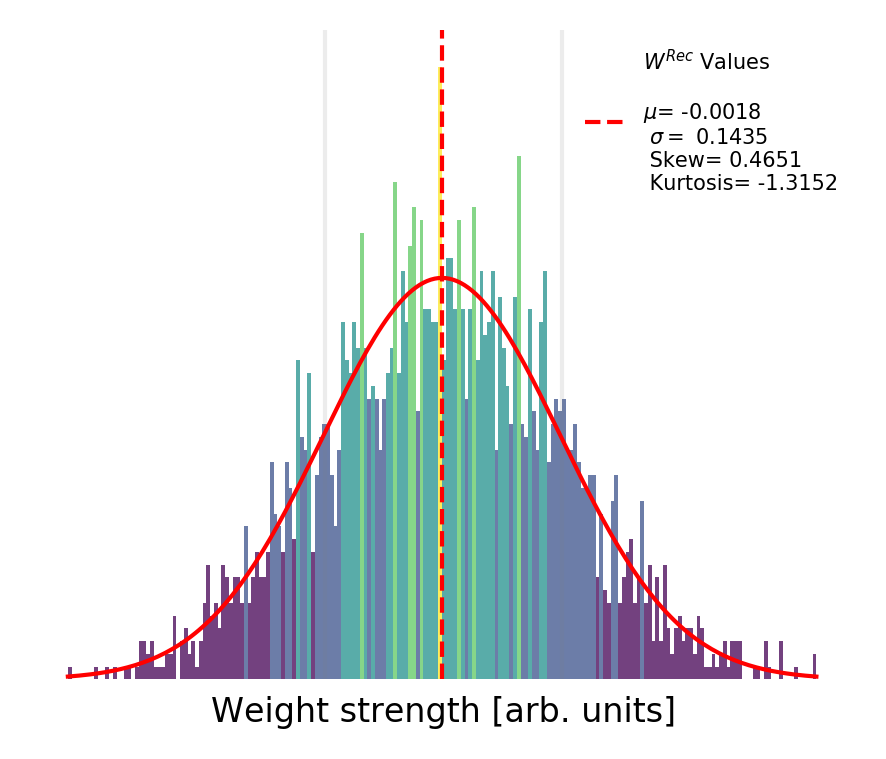 W^Rec Values
μ= -0.0018
σ = 0.1435
Skew= 0.4651
Kurtosis= -1.3152
Weight strength [arb. units]